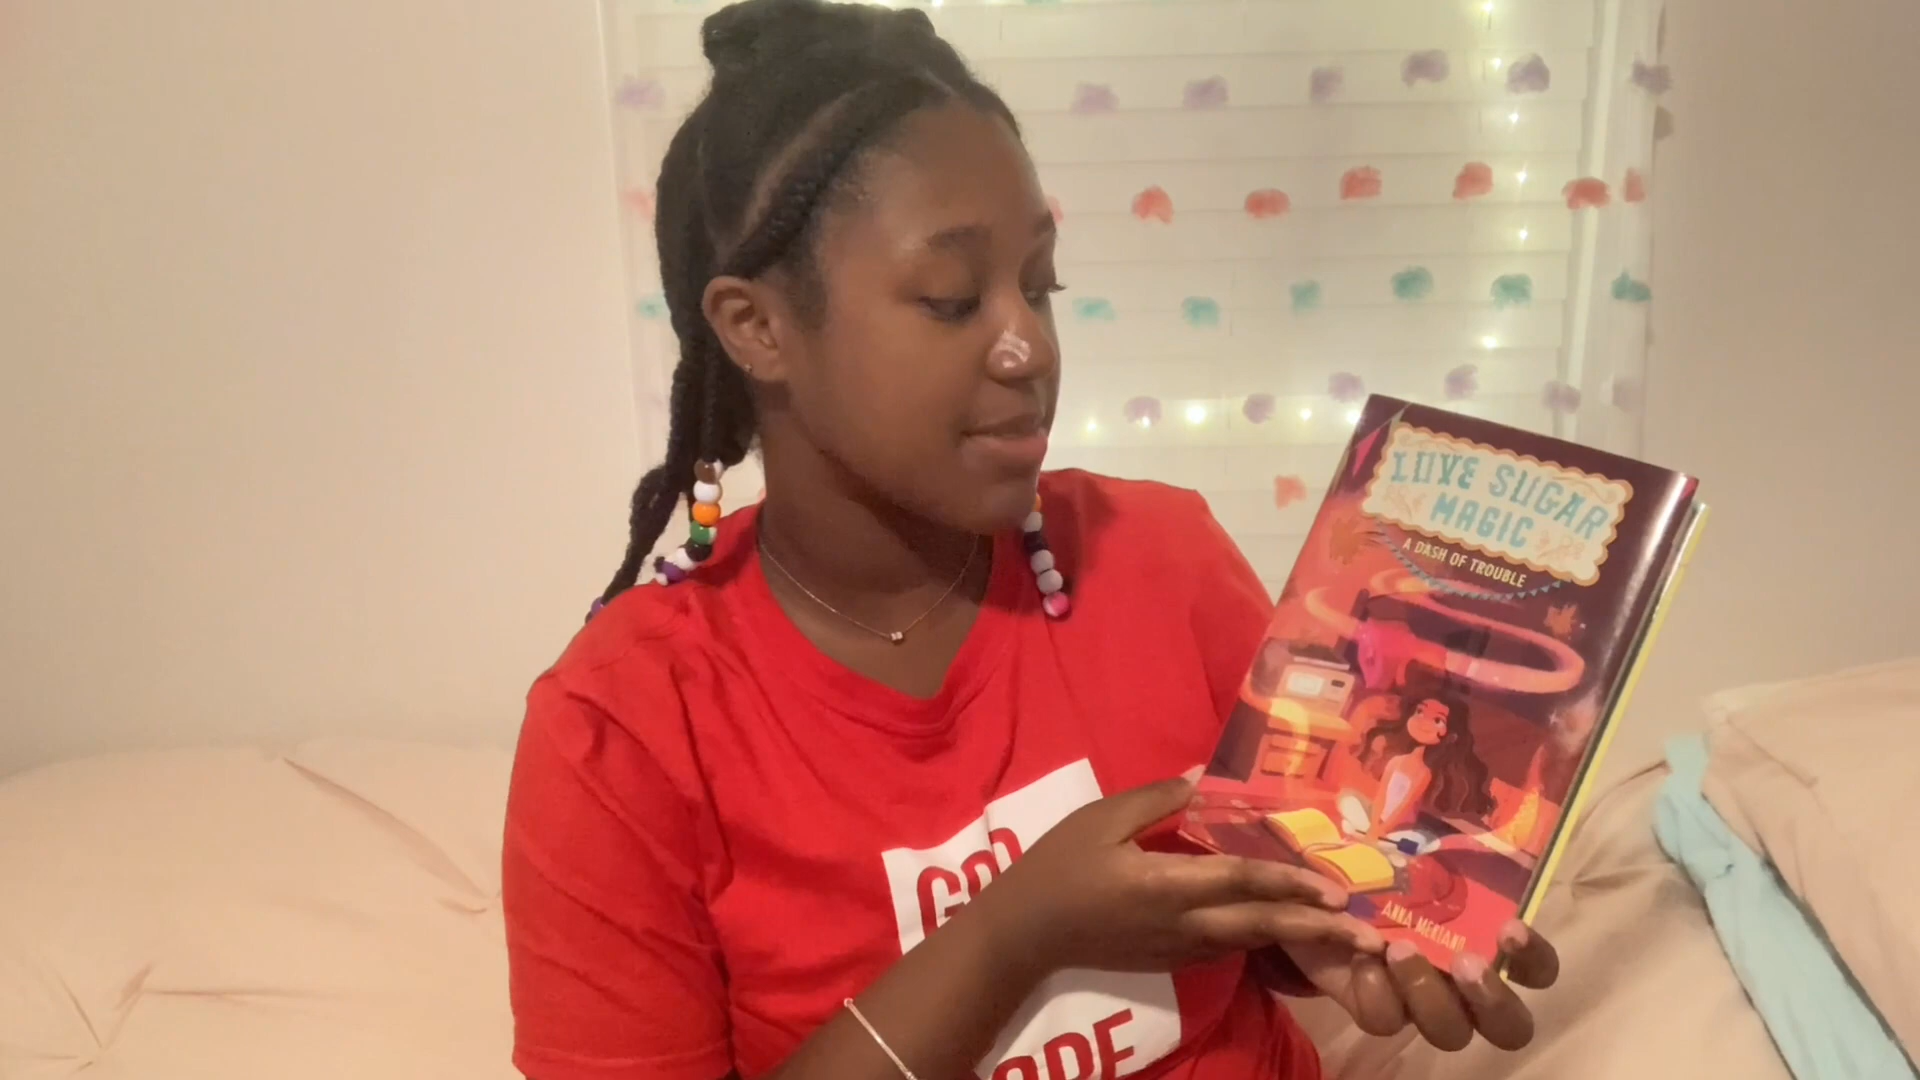 LOVE SUGAR
MAGIC
A DASH OF TROUBLE
ANNA MERIANO